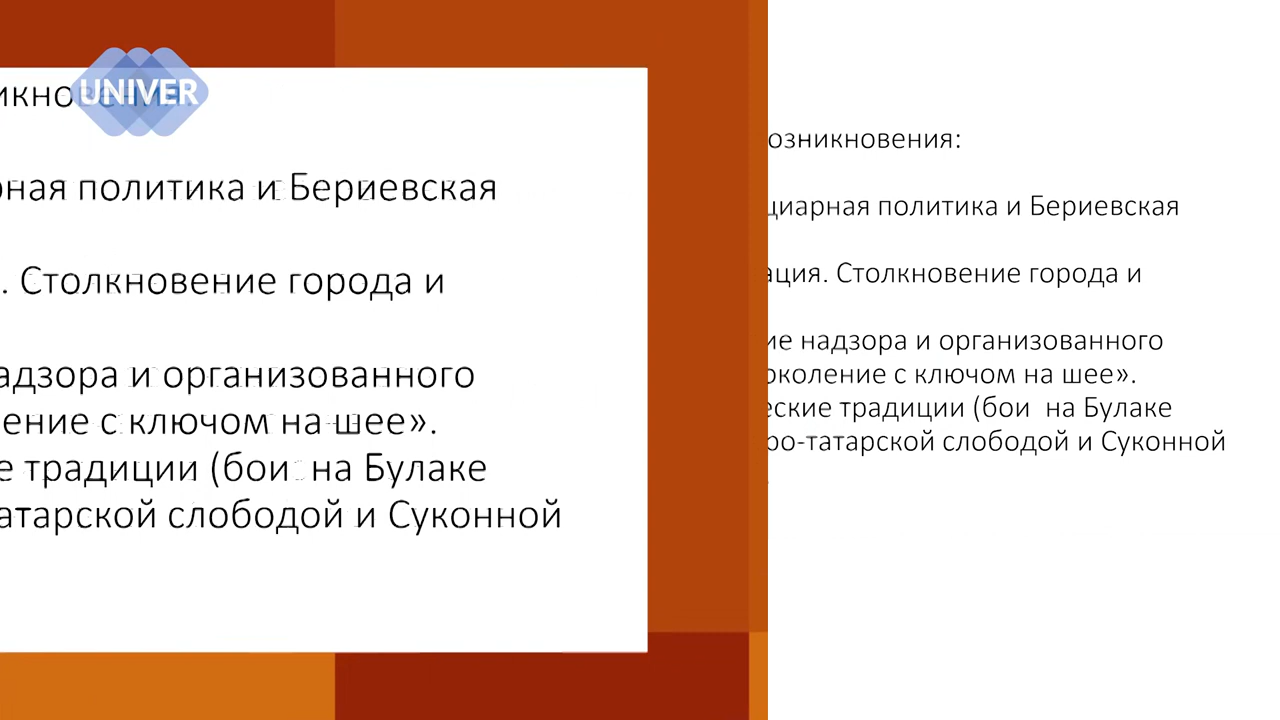 UNIVER
икновения:
рная политика и Бериевская
. Столкновение города и
адзора и организованного
ение с ключом на шее».
е традиции (бои на Булаке
атарской слободой и Суконной
озникновения:
циарная политика и Бериевская
ация. Столкновение города и
ие надзора и организованного
околение с ключом на шее».
еские традиции (бои на Булаке
ро-татарской слободой и Суконной